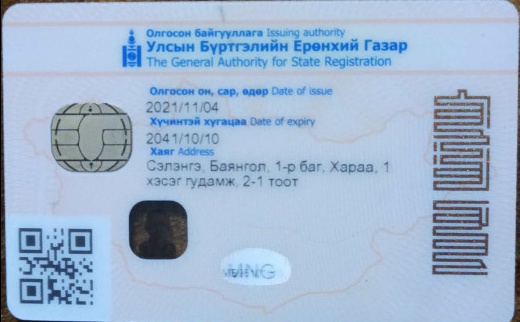 Олгосон байгууллага Issuing authority
Улсын Бүртгэлийн Ерөнхий Газар
The General Authority for State Registration
Олгосон он, сар, өдөр Date of issue
2021/11/04
Хүчинтэй хугацаа Date of expiry
2041/10/10
Хаяг Address
Сэлэнгэ, Баянгол, 1-р баг, Хараа, 1
хэсэг гудамж, 2-1 тоот